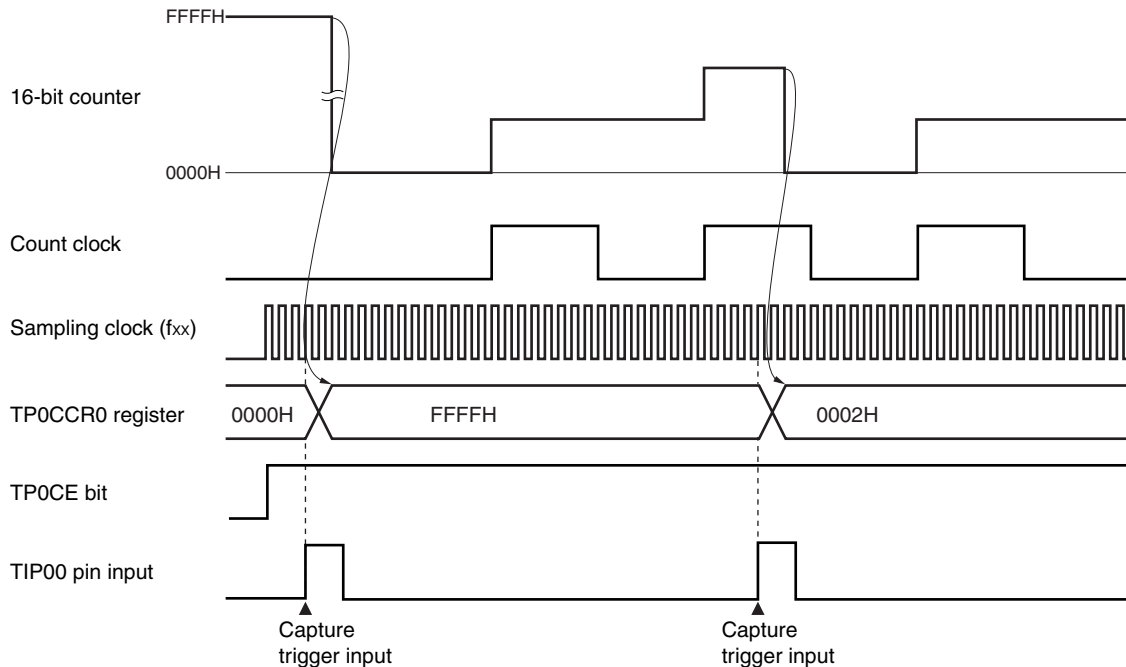 FFFFH
16-bit counter
0000H
Count clock
Sampling clock (fxx)
TP0CCR0 register
0000H
FFFFH
0002H
TP0CE bit
TIP00 pin input
Capture
trigger input
Capture
trigger input